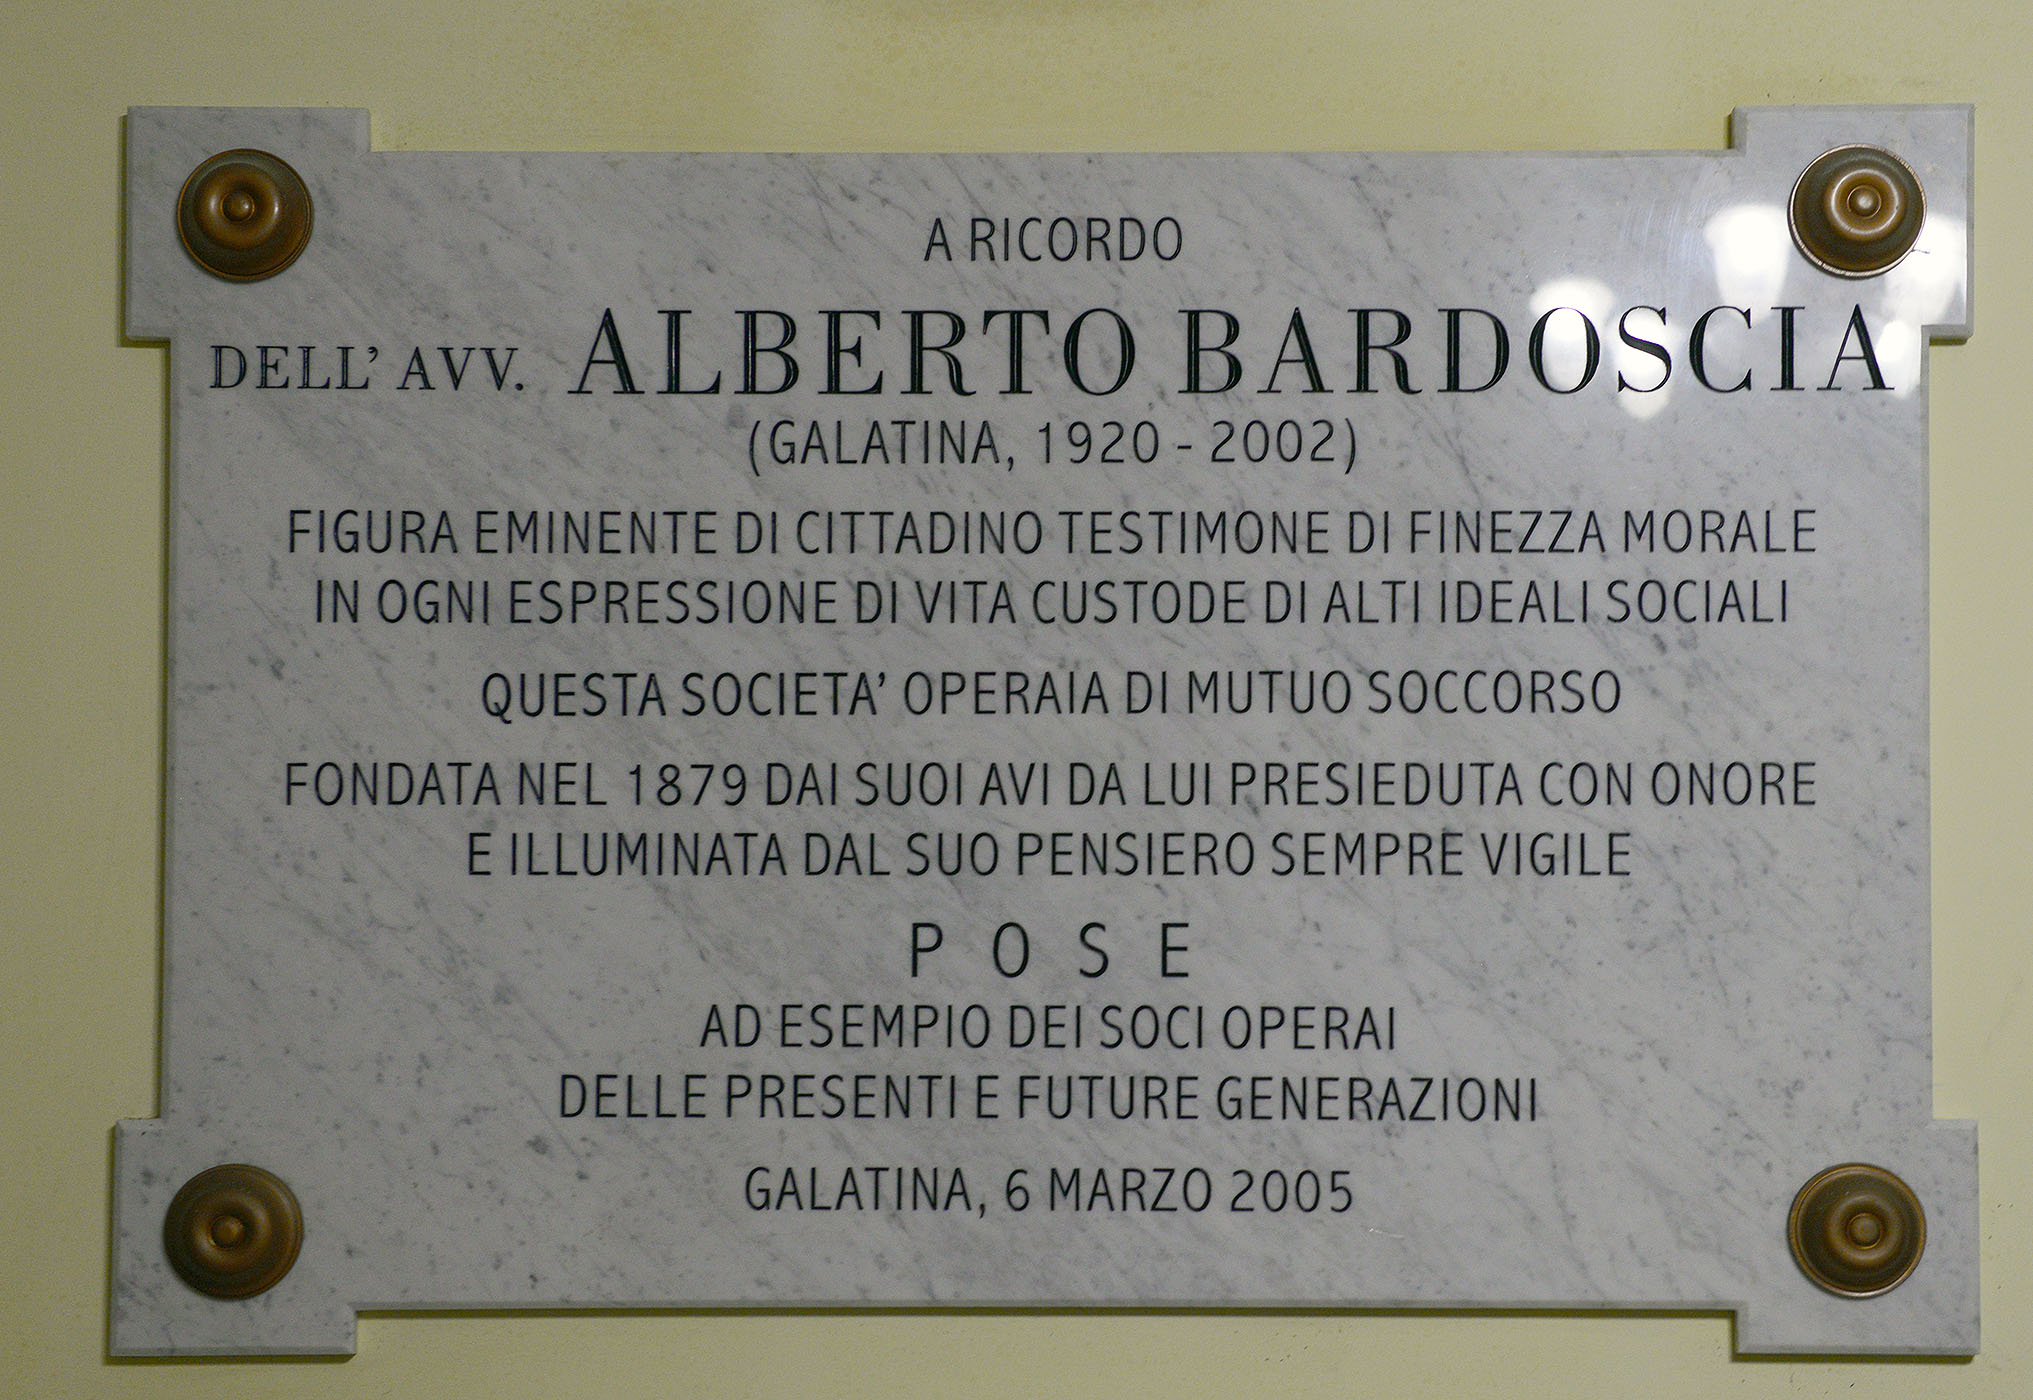 A RICORDO
DELL' AVV. ALBERTO BARDOSCIA
(GALATINA, 1920 - 2002)
FIGURA EMINENTE DI CITTADINO TESTIMONE DI FINEZZA MORALE
IN OGNI ESPRESSIONE DI VITA CUSTODE DI ALTI IDEALI SOCIALI
QUESTA SOCIETA' OPERAIA DI MUTUO SOCCORSO
FONDATA NEL 1879 DAI SUOI AVI DA LUI PRESIEDUTA CON ONORE
E ILLUMINATA DAL SUO PENSIERO SEMPRE VIGILE
P O S E
AD ESEMPIO DEI SOCI OPERAI
DELLE PRESENTI E FUTURE GENERAZIONI
GALATINA, 6 MARZO 2005